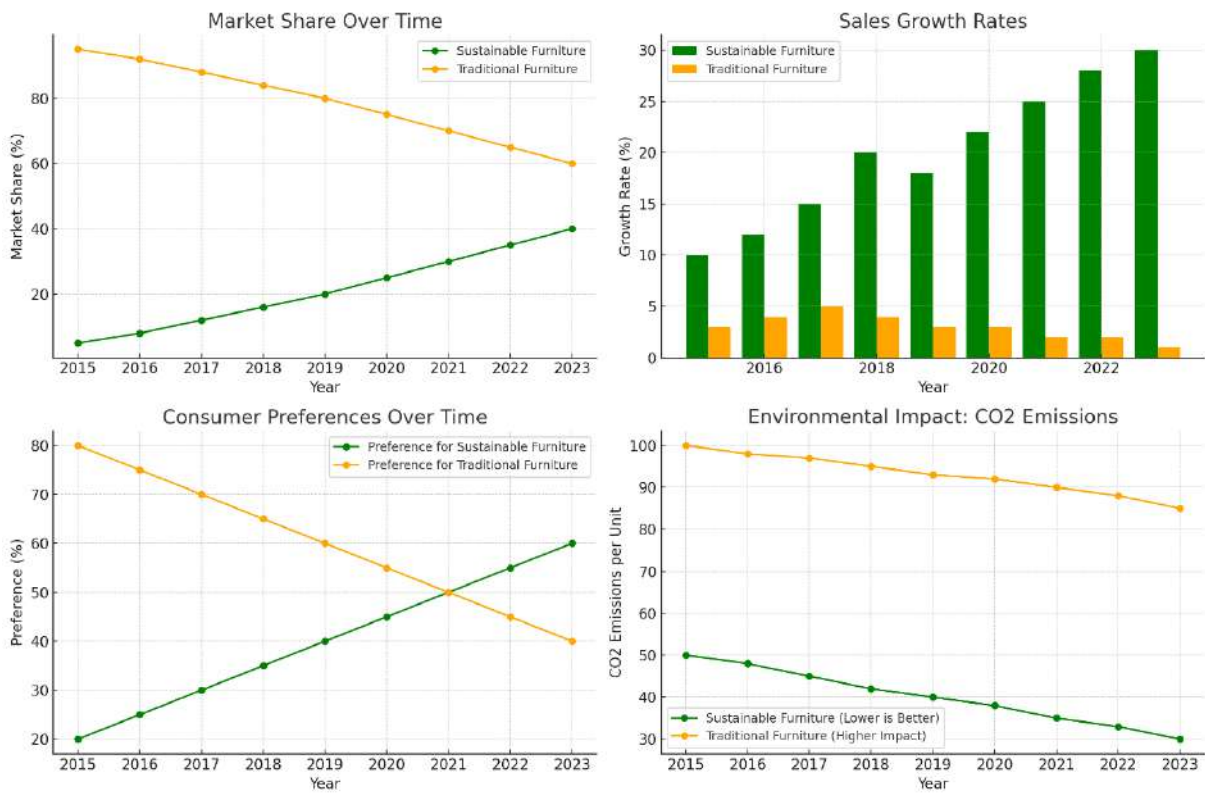 Market Share Over Time
Sustainable Furniture
Traditional Furniture
Market Share (%)
80
60
40
20
2015 2016 2017 2018 2019 2020 2021 2022 2023
Year
Sales Growth Rates
Sustainable Furniture
Traditional Furniture
Growth Rate (%)
30
25
20
15
10
5
0
2016 2018 2020 2022
Year
Consumer Preferences Over Time
Preference for Sustainable Furniture
Preference for Traditional Furniture
Preference (%)
80
70
60
50
40
30
20
2015 2016 2017 2018 2019 2020 2021 2022 2023
Year
Environmental Impact: CO2 Emissions
CO2 Emissions per Unit
100
90
80
70
60
50
40
30
Sustainable Furniture (Lower is Better)
Traditional Furniture (Higher Impact)
2015 2016 2017 2018 2019 2020 2021 2022 2023
Year